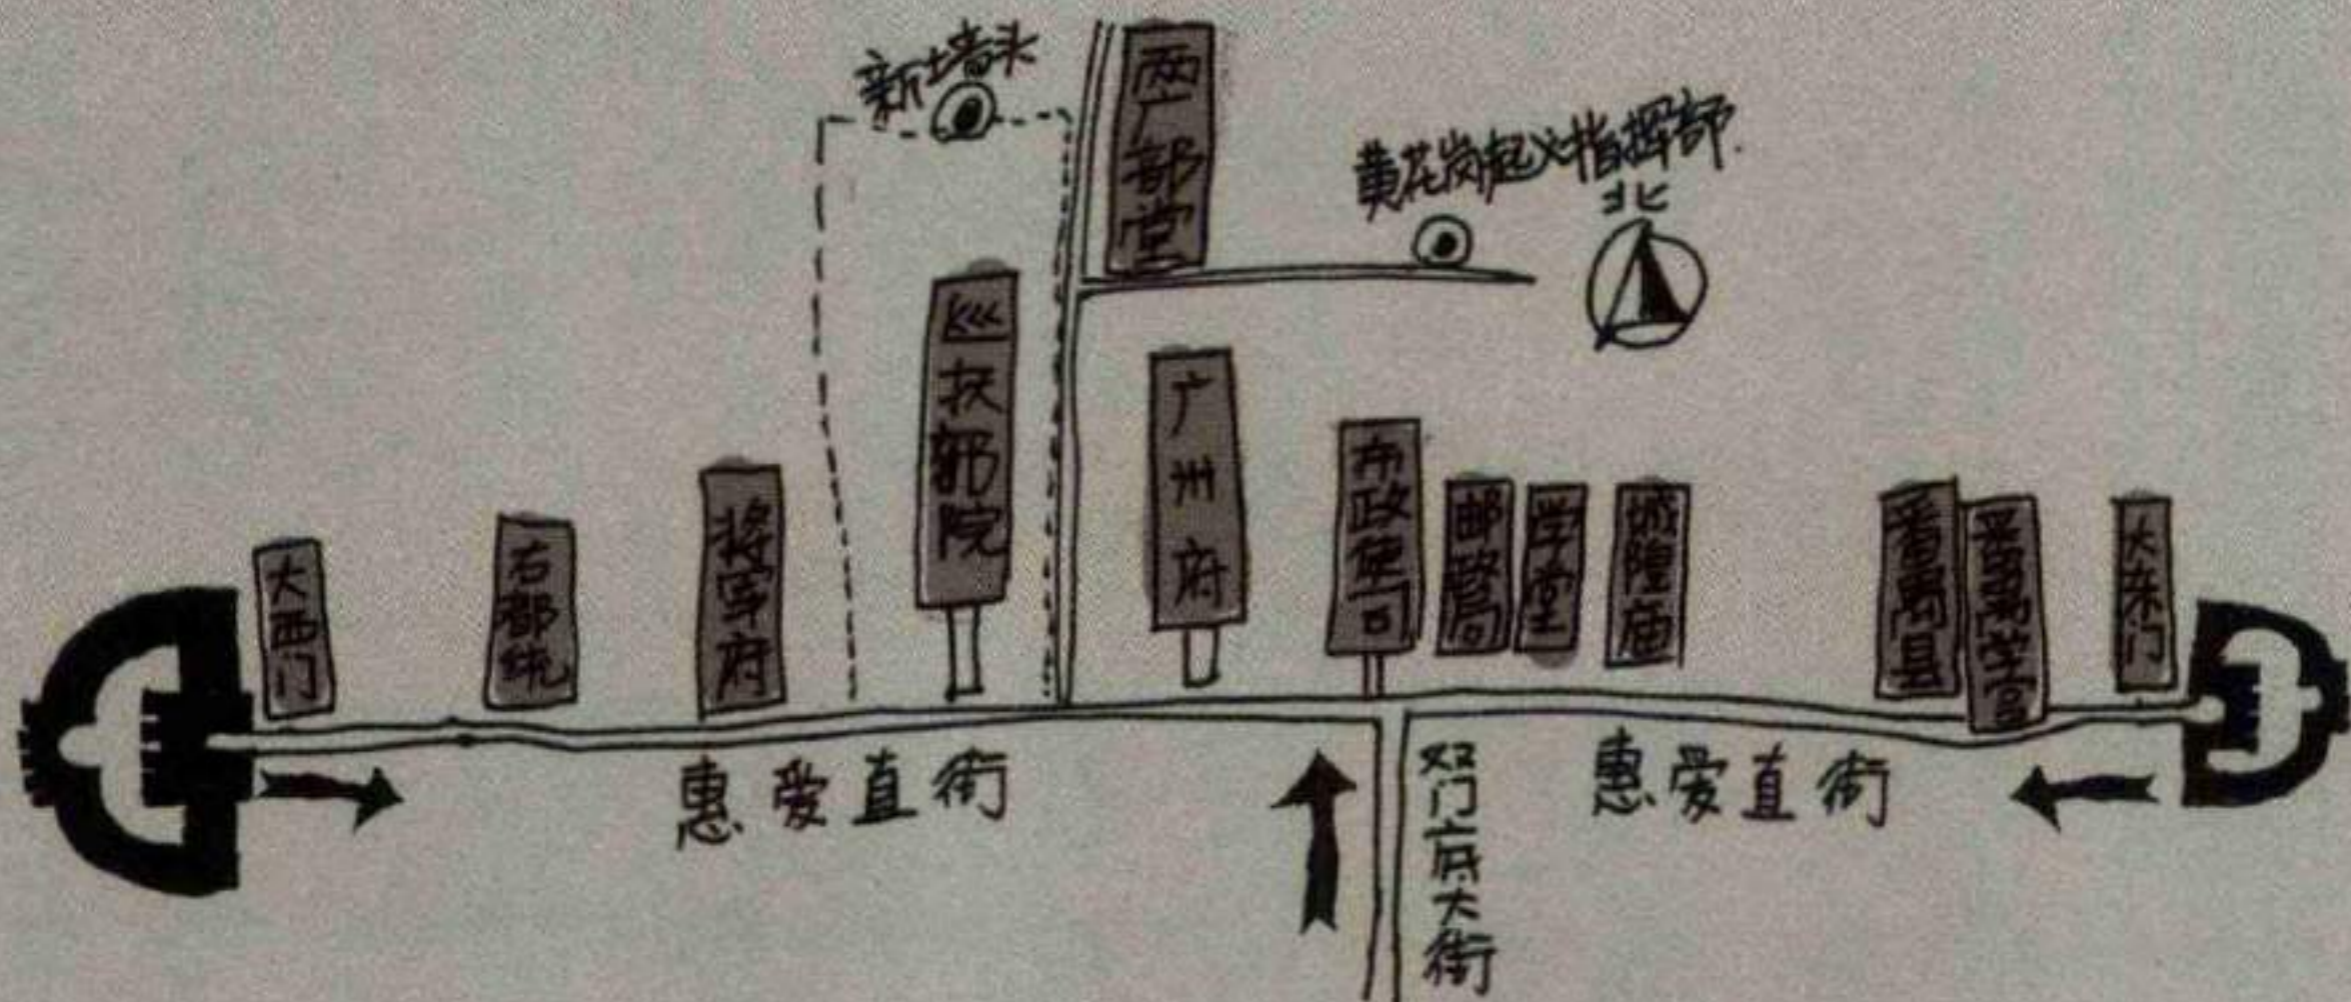 新墙头
两广部堂
黄花岗起义指挥部.
北
巡抚部院
广州府
布政使司
邮政局
学堂
城隍庙
番禺县
番禺学宫
大东门
将军府
右都统
大西门
惠爱直街
双门底大街
惠爱直街